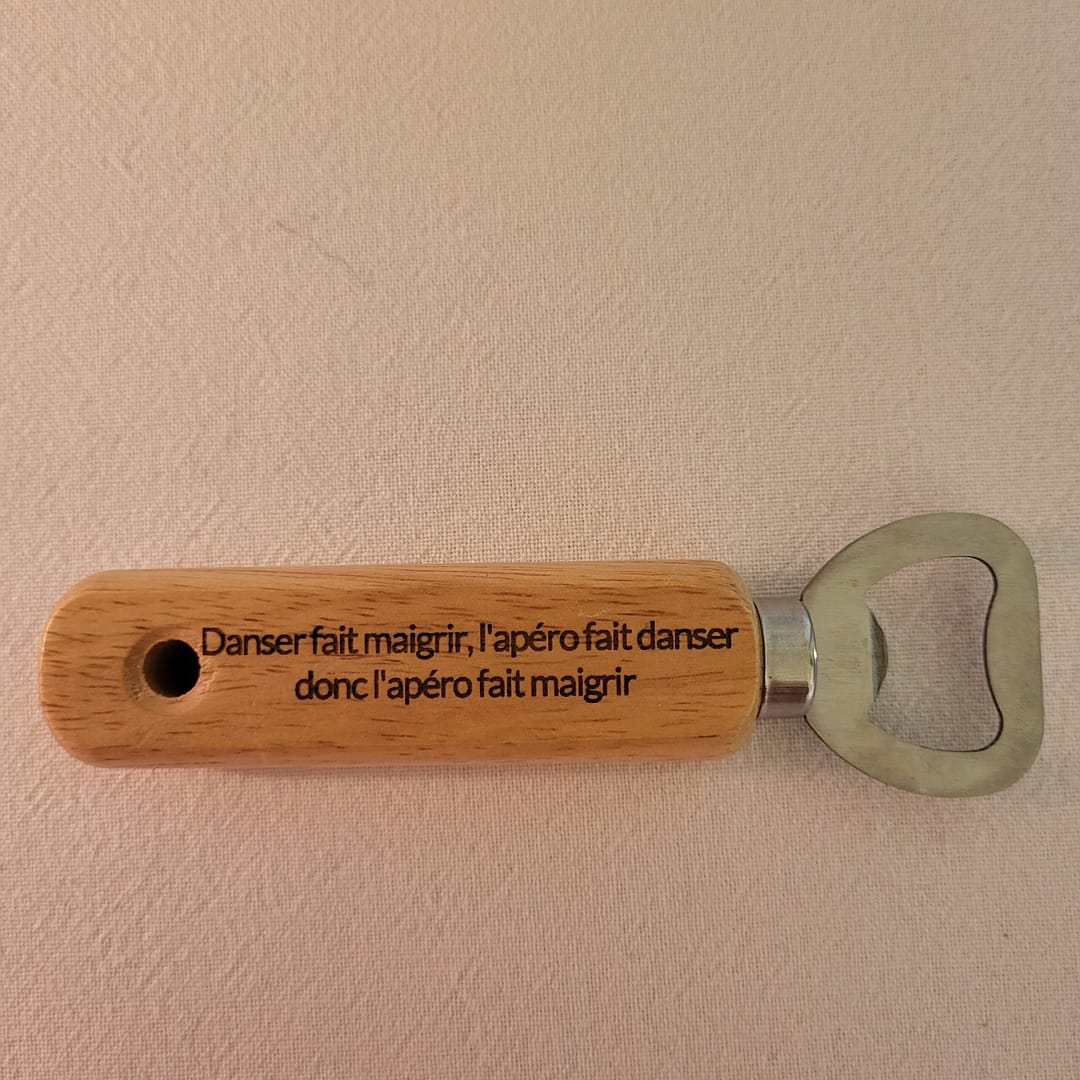 Danser fait maigrir, l'apéro fait danser
donc l'apéro fait maigrir